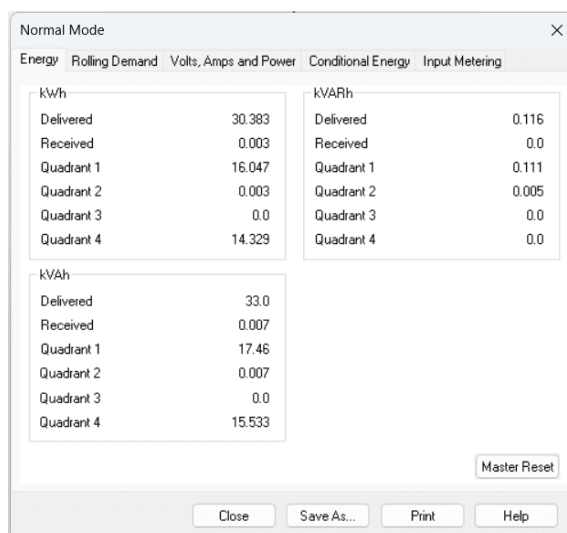 Normal Mode
Energy Rolling Demand Volts, Amps and Power Conditional Energy Input Metering
kWh
Delivered 30.383
Received 0.003
Quadrant 1 16.047
Quadrant 2 0.003
Quadrant 3 0.0
Quadrant 4 14.329
kVARh
Delivered 0.116
Received 0.0
Quadrant 1 0.111
Quadrant 2 0.005
Quadrant 3 0.0
Quadrant 4 0.0
kVAh
Delivered 33.0
Received 0.007
Quadrant 1 17.46
Quadrant 2 0.007
Quadrant 3 0.0
Quadrant 4 15.533
Master Reset
Close Save As... Print Help